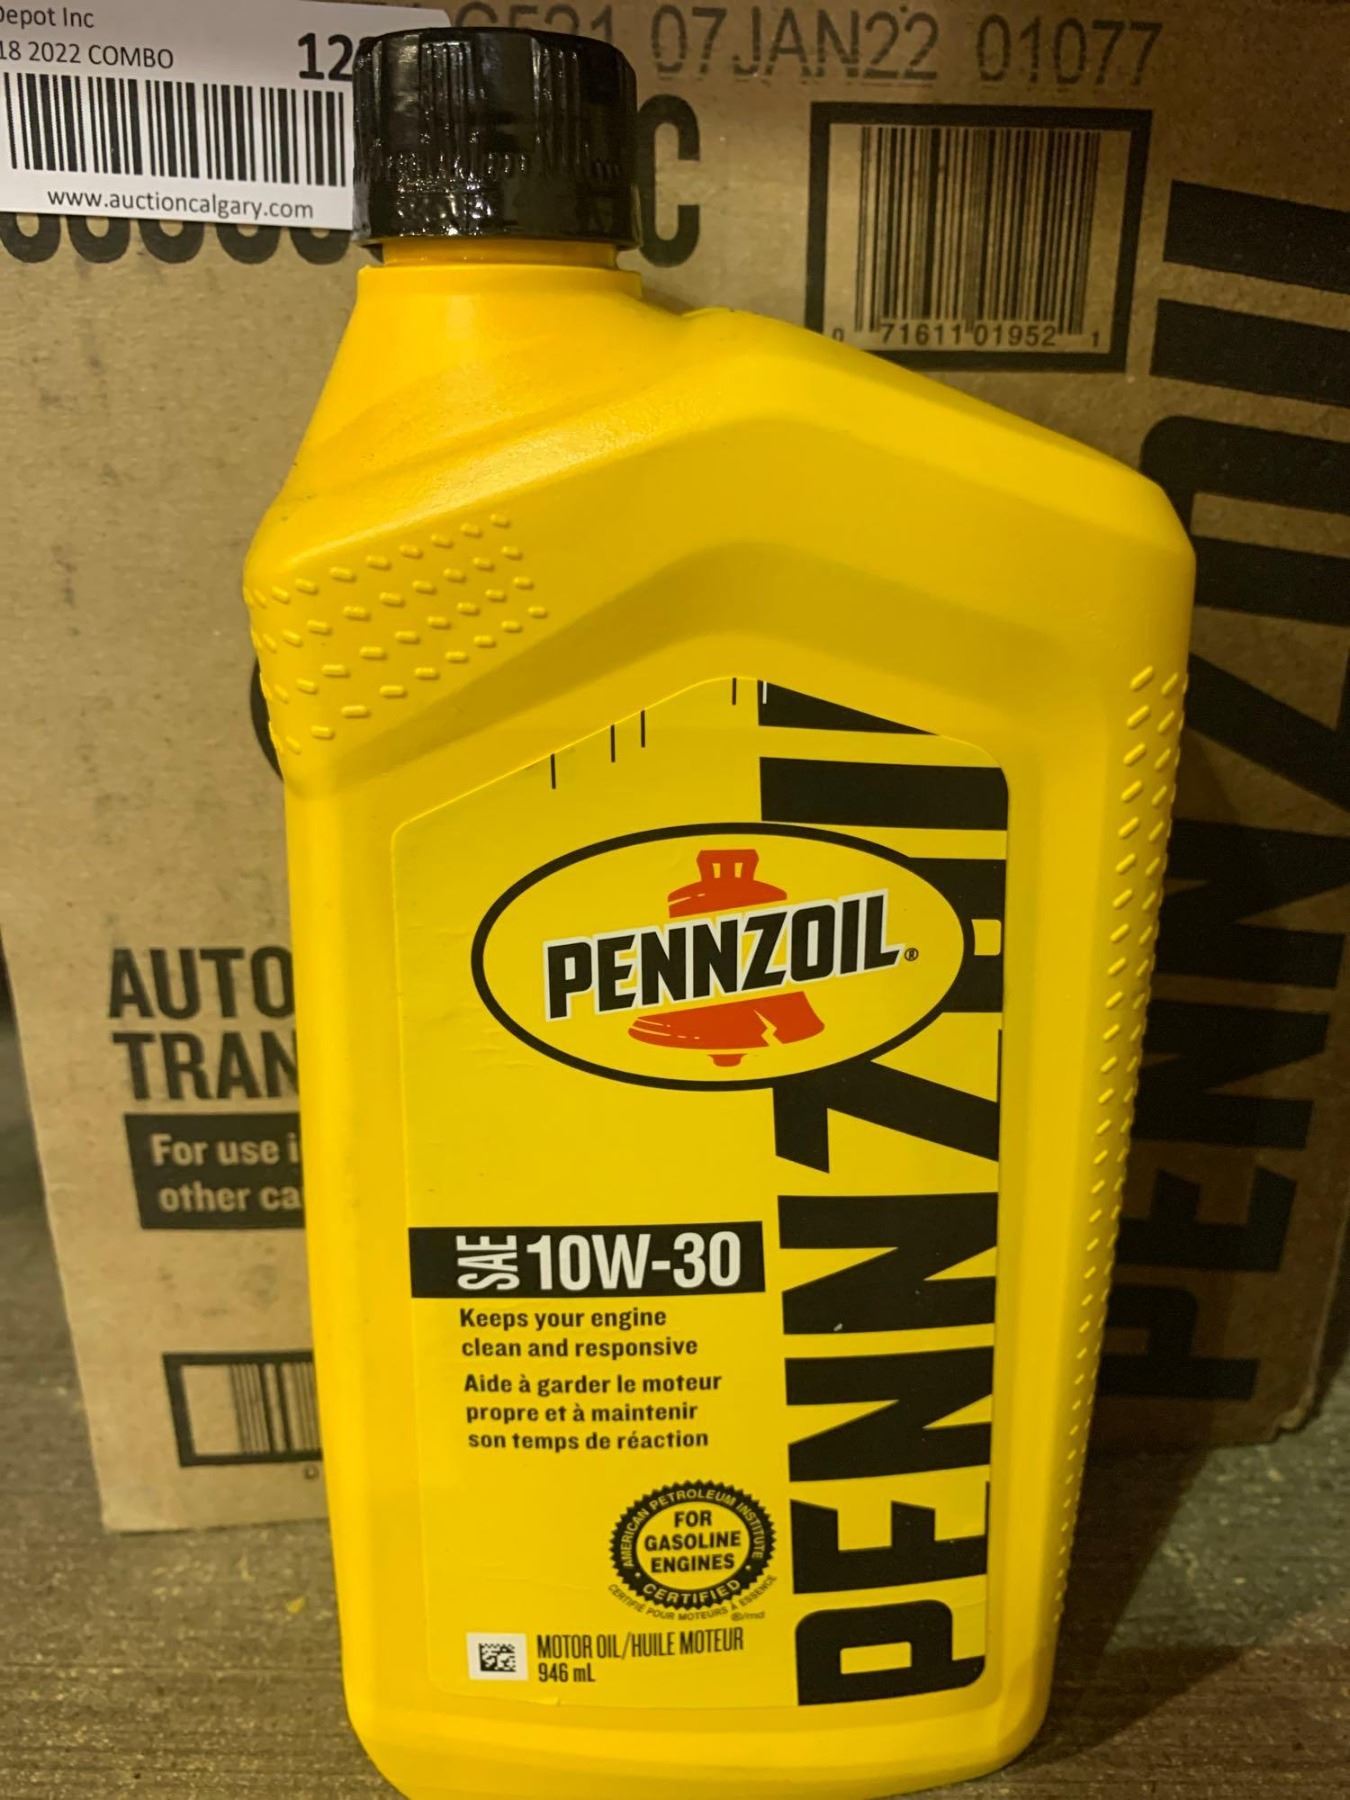 Depot Inc
18 2022 COMBO
www.auctioncalgary.com
07JAN22 01077
C
0 71611 01952 1
PENNZOIL
AUTO
TRAN
For use
other
PENNZOIL®
PENNZOIL
SAE 10W-30
Keeps your engine
clean and responsive
Aide à garder le moteur
propre et à maintenir
son temps de réaction
AMERICAN PETROLEUM INSTITUTE
FOR
GASOLINE
ENGINES
CERTIFIED
CERTIFIÉ POUR MOTEURS À ESSENCE
®/md
MOTOR OIL/HUILE MOTEUR
946 mL